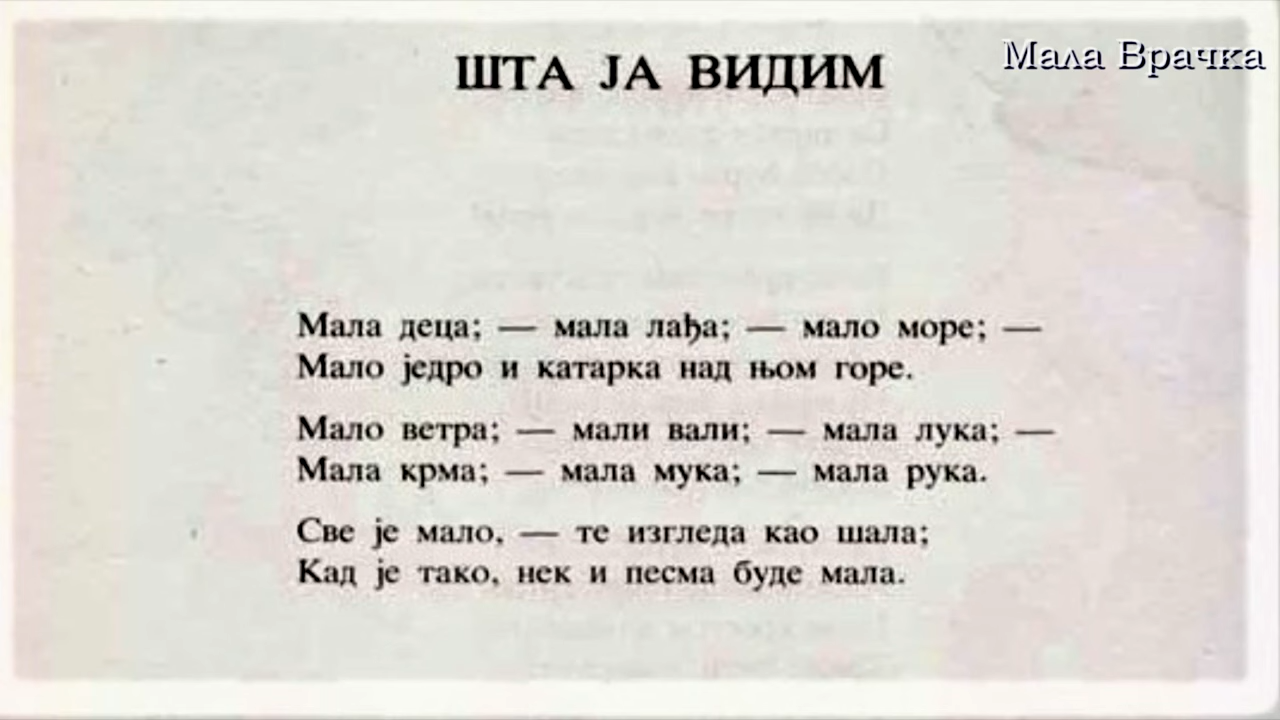 Мала Врачка
ШТА ЈА ВИДИМ
Мала деца; — мала лађа; — мало море; —
Мало једро и катарка над њом горе.
Мало ветра; — мали вали; — мала лука; —
Мала крма; — мала мука; — мала рука.
Све је мало, — те изгледа као шала;
Кад је тако, нек и песма буде мала.